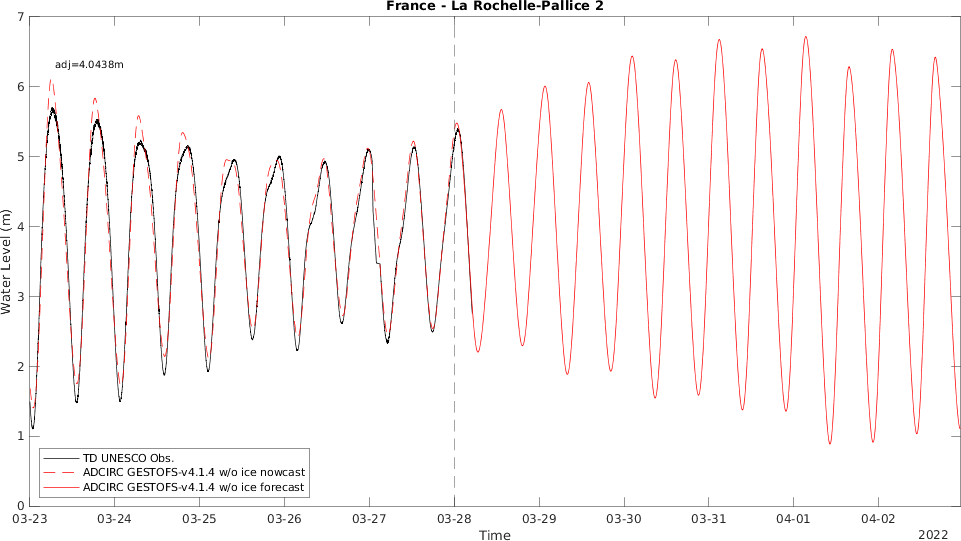 France - La Rochelle-Pallice 2
7
6
5
4
3
2
1
0
Water Level (m)
adj=4.0438m
TD UNESCO Obs.
ADCIRC GESTOFS-v4.1.4 w/o ice nowcast
ADCIRC GESTOFS-v4.1.4 w/o ice forecast
03-23 03-24 03-25 03-26 03-27 03-28 03-29 03-30 03-31 04-01 04-02
Time
2022